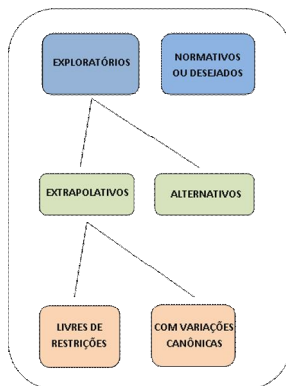 EXPLORATÓRIOS
NORMATIVOS
OU DESEJADOS
EXTRAPOLATIVOS
ALTERNATIVOS
LIVRES DE
RESTRIÇÕES
COM VARIAÇÕES
CANÔNICAS